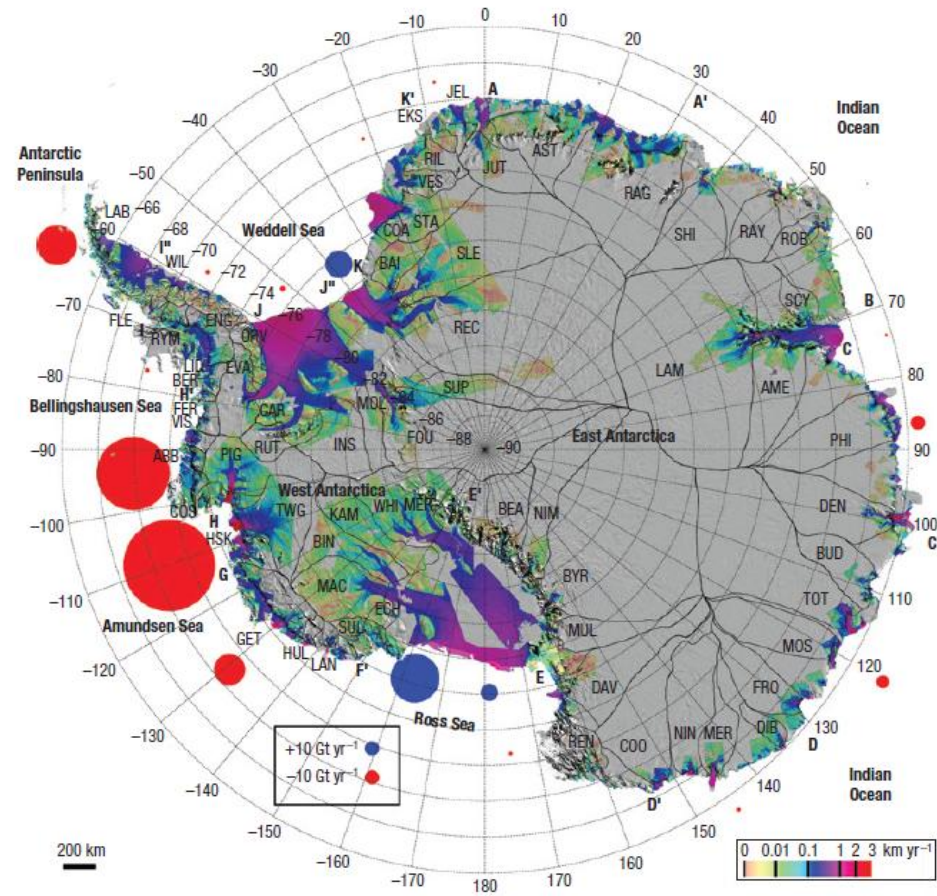 0
−10
10
−20
20
−30
30
−40
40
−50
50
−60
60
−70
70
−80
80
−90
90
−100
100
−110
110
−120
120
−130
130
−140
140
−150
150
−160
160
−170
170
180
K'
JEL
A
EKS
A'
Indian
Ocean
RIL
AST
JUT
VES
RAG
Antarctic
Peninsula
LAB
−66
−68
I"
−70
WIL
−72
−74
−76
−78
−80
−82
−84
−86
−88
−90
Weddell Sea
K
J"
J
COA
STA
BAI
SLE
SHI
RAY
ROB
SCY
B
C
REC
LAM
AME
FLE
I
RYM
ENG
ORV
LID
EVA
BER
H'
FER
VIS
SUP
MOL
CAR
FOU
Bellingshausen Sea
ABB
PIG
RUT
INS
East Antarctica
PHI
West Antarctica
E'
BEA
NIM
DEN
COS
TWG
KAM
WHI
MER
H
HSK
BIN
BUD
C
G
BYR
MAC
TOT
ECH
MUL
MOS
Amundsen Sea
SUL
GET
HUL
LAN
F'
E
DAV
FRO
DIB
D
Ross Sea
REN
COO
NIN
MER
D'
Indian
Ocean
+10 Gt yr−1
−10 Gt yr−1
200 km
0 0.01 0.1 1 2 3 km yr−1